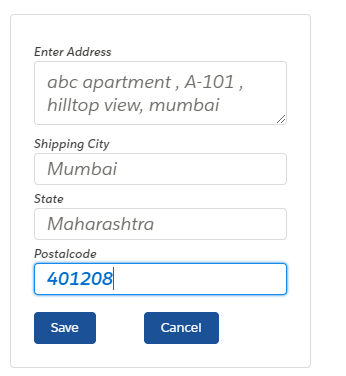 Enter Address
abc apartment , A-101 ,
hilltop view, mumbai
Shipping City
Mumbai
State
Maharashtra
Postalcode
401208
Save Cancel